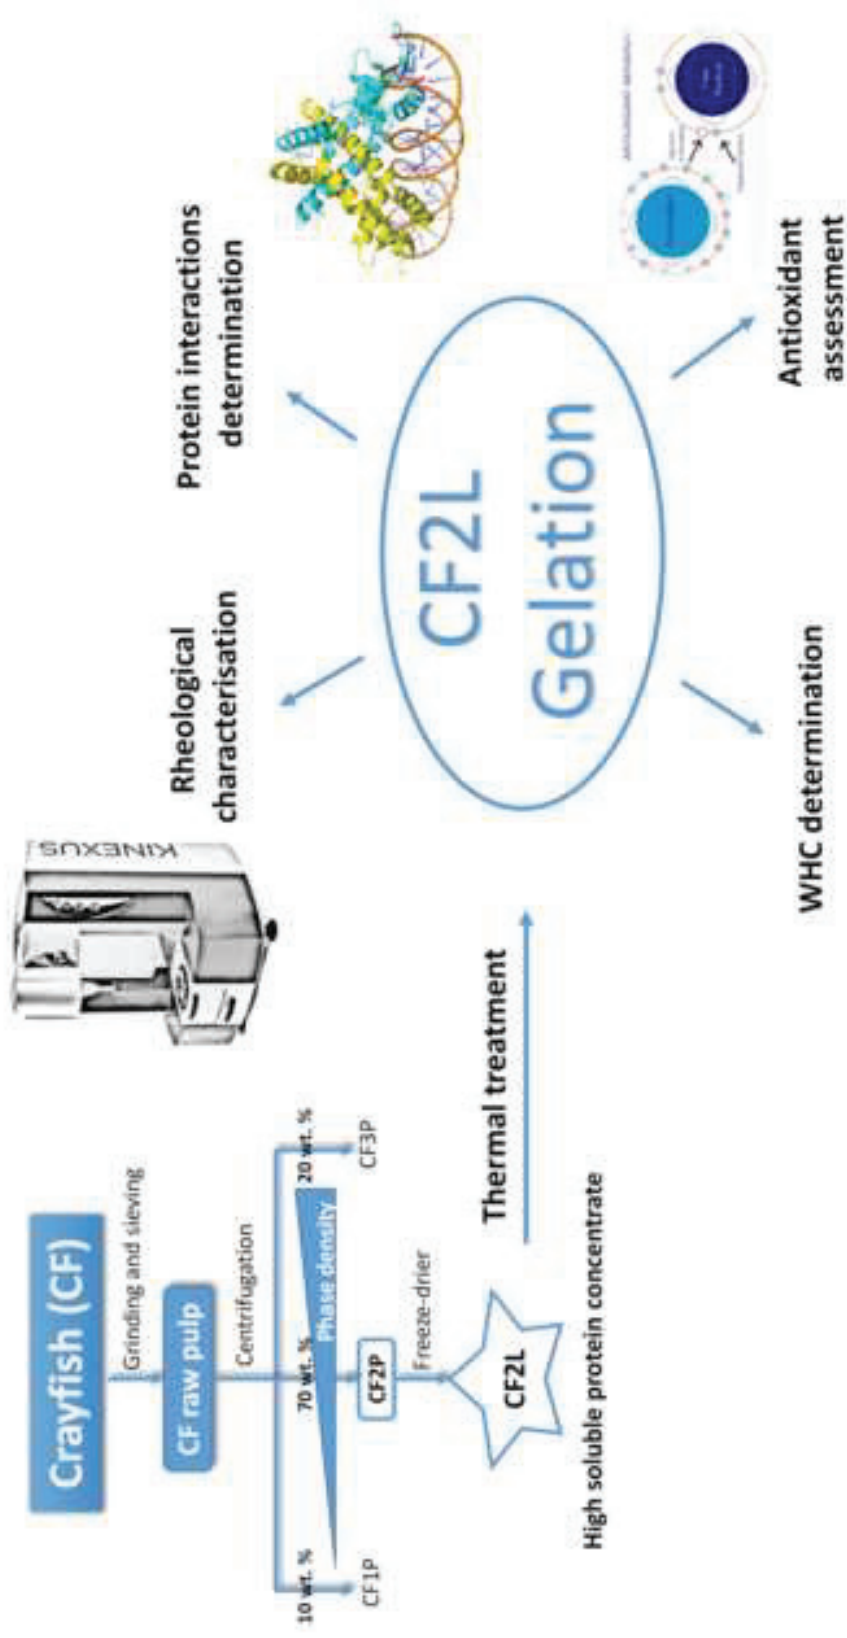 Crayfish (CF)
Grinding and sieving
CF raw pulp
Centrifugation
10 wt. %
70 wt. %
20 wt. %
Phase density
CF1P
CF2P
CF3P
Freeze-drier
CF2L
High soluble protein concentrate
Thermal treatment
KINEXUS
Rheological
characterisation
Protein interactions
determination
CF2L
Gelation
WHC determination
Antioxidant
assessment